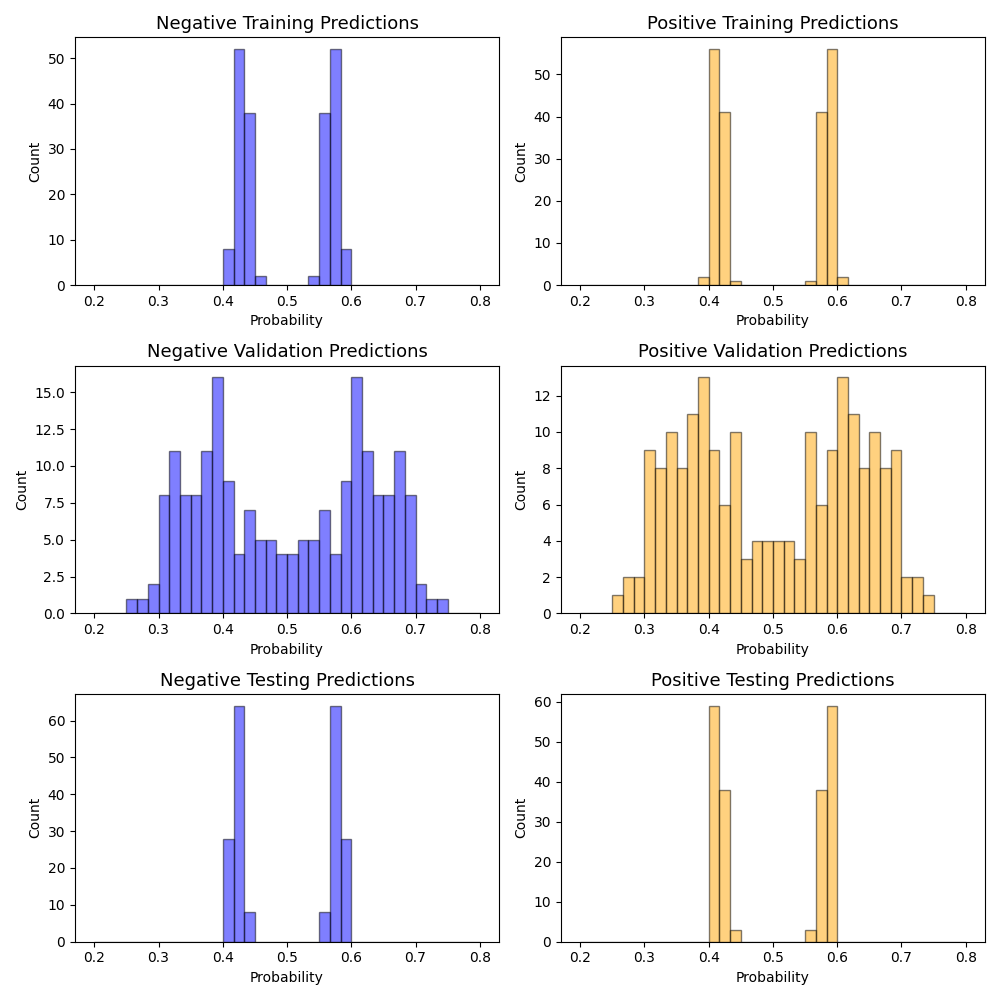 Negative Training Predictions
Count
50
40
30
20
10
0
0.2 0.3 0.4 0.5 0.6 0.7 0.8
Probability
Positive Training Predictions
Count
50
40
30
20
10
0
0.2 0.3 0.4 0.5 0.6 0.7 0.8
Probability
Negative Validation Predictions
Count
15.0
12.5
10.0
7.5
5.0
2.5
0.0
0.2 0.3 0.4 0.5 0.6 0.7 0.8
Probability
Positive Validation Predictions
Count
12
10
8
6
4
2
0
0.2 0.3 0.4 0.5 0.6 0.7 0.8
Probability
Negative Testing Predictions
Count
60
50
40
30
20
10
0
0.2 0.3 0.4 0.5 0.6 0.7 0.8
Probability
Positive Testing Predictions
Count
60
50
40
30
20
10
0
0.2 0.3 0.4 0.5 0.6 0.7 0.8
Probability